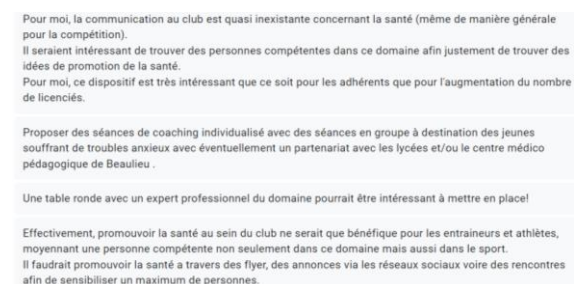 Pour moi, la communication au club est quasi inexistante concernant la santé (même de manière générale
pour la compétition).
Il seraient intéressant de trouver des personnes compétentes dans ce domaine afin justement de trouver des
idées de promotion de la santé.
Pour moi, ce dispositif est très intéressant que ce soit pour les adhérents que pour l'augmentation du nombre
de licenciés.
Proposer des séances de coaching individualisé avec des séances en groupe à destination des jeunes
souffrant de troubles anxieux avec éventuellement un partenariat avec les lycées et/ou le centre médico
pédagogique de Beaulieu .
Une table ronde avec un expert professionnel du domaine pourrait être intéressant à mettre en place!
Effectivement, promouvoir la santé au sein du club ne serait que bénéfique pour les entraineurs et athlètes,
moyennant une personne compétente non seulement dans ce domaine mais aussi dans le sport.
Il faudrait promouvoir la santé a travers des flyer, des annonces via les réseaux sociaux voire des rencontres
afin de sensibiliser un maximum de personnes.